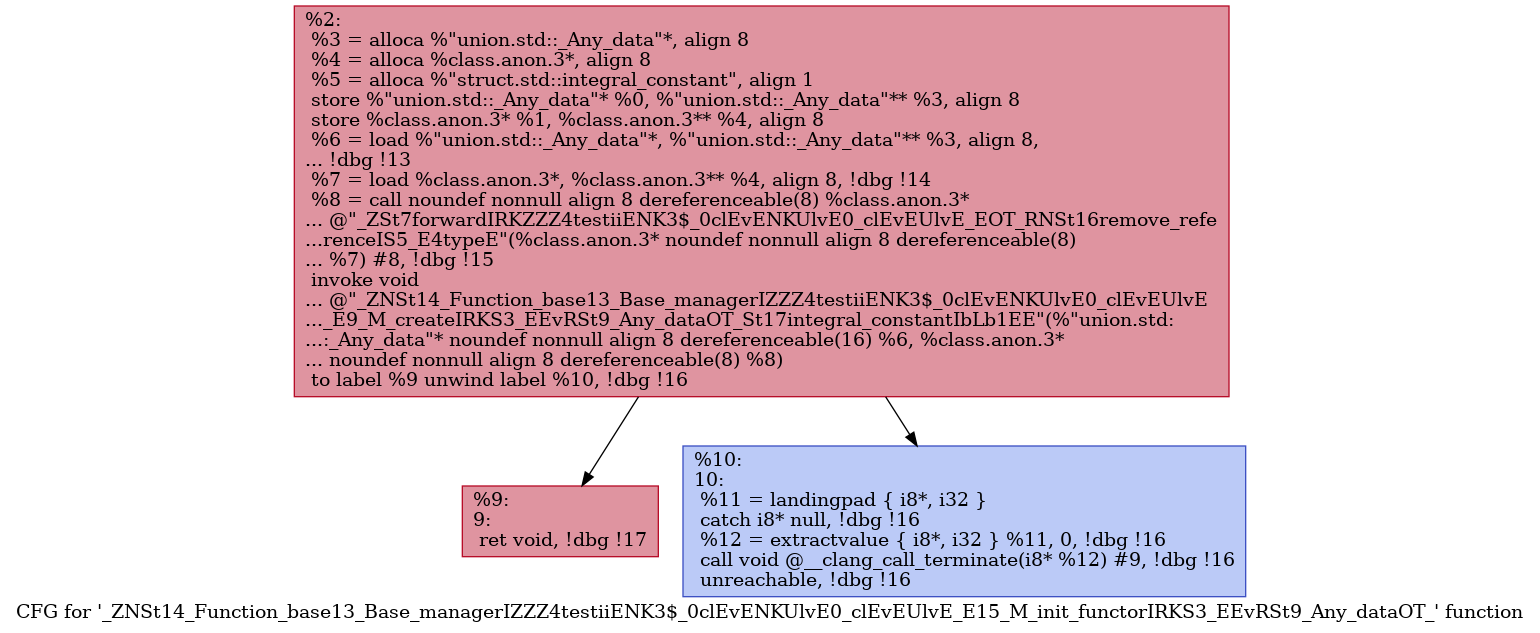 %2:
%3 = alloca %"union.std::_Any_data"*, align 8
%4 = alloca %class.anon.3*, align 8
%5 = alloca %"struct.std::integral_constant", align 1
store %"union.std::_Any_data"* %0, %"union.std::_Any_data"** %3, align 8
store %class.anon.3* %1, %class.anon.3** %4, align 8
%6 = load %"union.std::_Any_data"*, %"union.std::_Any_data"** %3, align 8,
... !dbg !13
%7 = load %class.anon.3*, %class.anon.3** %4, align 8, !dbg !14
%8 = call noundef nonnull align 8 dereferenceable(8) %class.anon.3*
... @"_ZSt7forwardIRKZZZ4testiiENK3$_0clEvENKUlvE0_clEvEUlvE_EOT_RNSt16remove_refe
...renceIS5_E4typeE"(%class.anon.3* noundef nonnull align 8 dereferenceable(8)
... %7) #8, !dbg !15
invoke void
... @"_ZNSt14_Function_base13_Base_managerIZZZ4testiiENK3$_0clEvENKUlvE0_clEvEUlvE
..._E9_M_createIRKS3_EEvRSt9_Any_dataOT_St17integral_constantIbLb1EE"(%"union.std:
...:_Any_data"* noundef nonnull align 8 dereferenceable(16) %6, %class.anon.3*
... noundef nonnull align 8 dereferenceable(8) %8)
to label %9 unwind label %10, !dbg !16
%9:
9:
ret void, !dbg !17
%10:
10:
%11 = landingpad { i8*, i32 }
catch i8* null, !dbg !16
%12 = extractvalue { i8*, i32 } %11, 0, !dbg !16
call void @__clang_call_terminate(i8* %12) #9, !dbg !16
unreachable, !dbg !16
CFG for '_ZNSt14_Function_base13_Base_managerIZZZ4testiiENK3$_0clEvENKUlvE0_clEvEUlvE_E15_M_init_functorIRKS3_EEvRSt9_Any_dataOT_' function